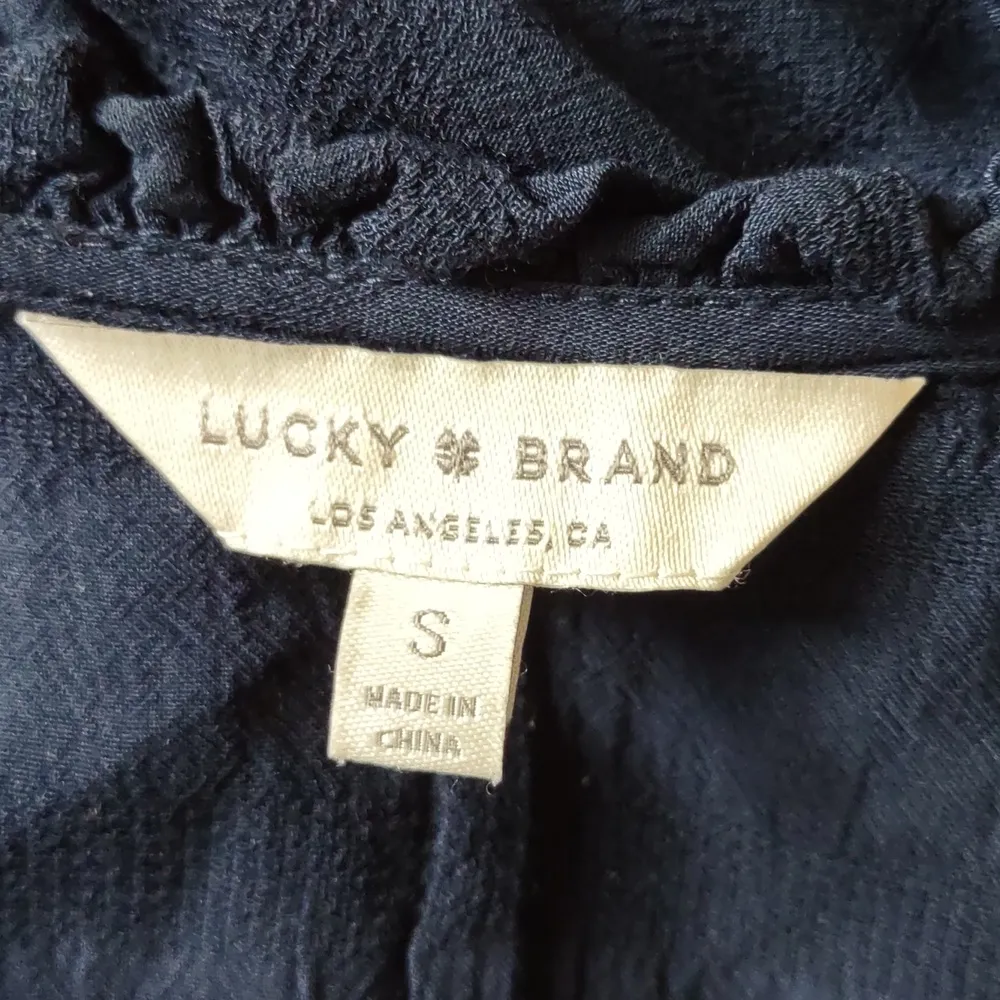 LUCKY BRAND
LOS ANGELES, CA
S
MADE IN
CHINA